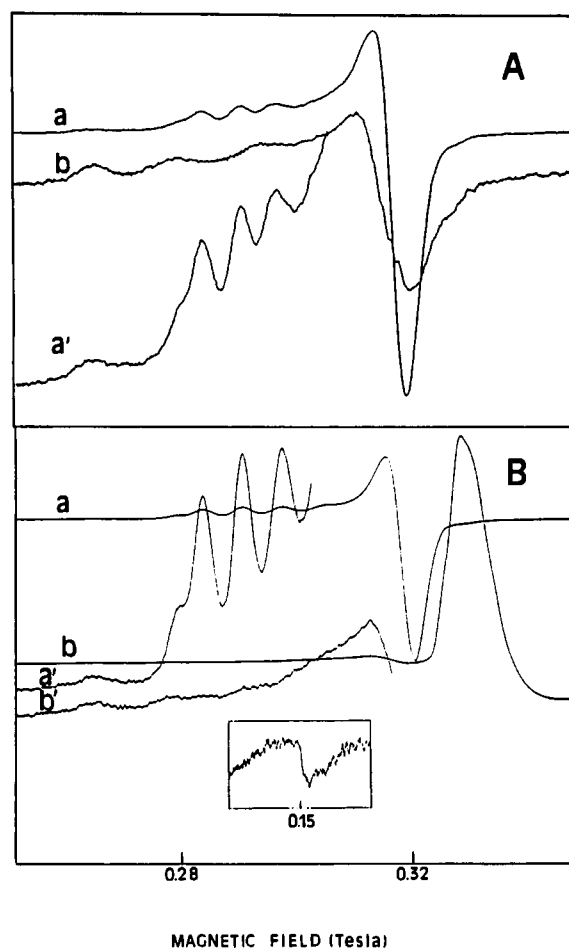 A
a
b
a'
B
a
b
a'
b'
0.15
0.28 0.32
MAGNETIC FIELD (Tesla)